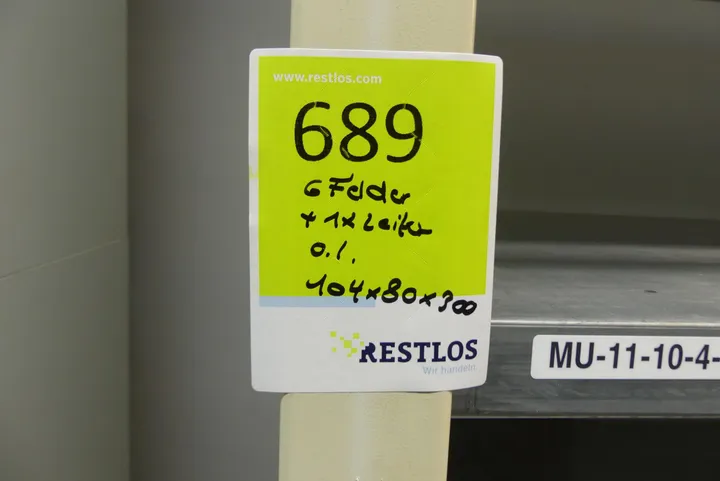 www.restlos.com
689
6 Felder
+ 1x Leiter
o.l.
104x80x300
RESTLOS
Wir handeln.
MU-11-10-4-